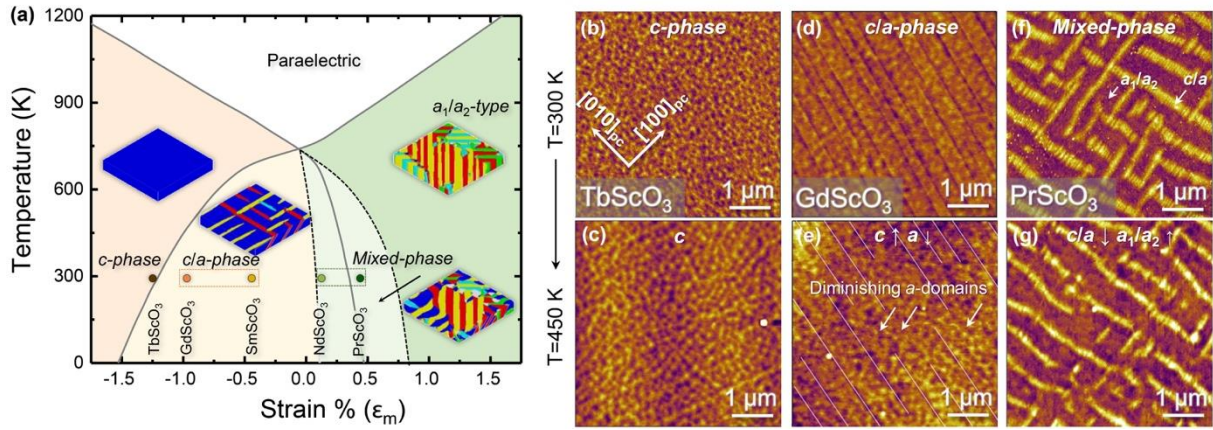 (a)
1200
900
600
300
0
Temperature (K)
Paraelectric
a₁/a₂-type
c-phase
c/a-phase
Mixed-phase
TbScO₃
GdScO₃
SmScO₃
NdScO₃
PrScO₃
-1.5 -1.0 -0.5 0.0 0.5 1.0 1.5
Strain % (εₘ)
T=300 K
T=450 K
(b) c-phase
[010]pc
[100]pc
TbScO₃ 1 µm
(c) c
1 µm
(d) c/a-phase
GdScO₃ 1 µm
(e) c ↑ a ↓
Diminishing a-domains
1 µm
(f) Mixed-phase
a₁/a₂
c/a
PrScO₃ 1 µm
(g) c/a ↓ a₁/a₂ ↑
1 µm